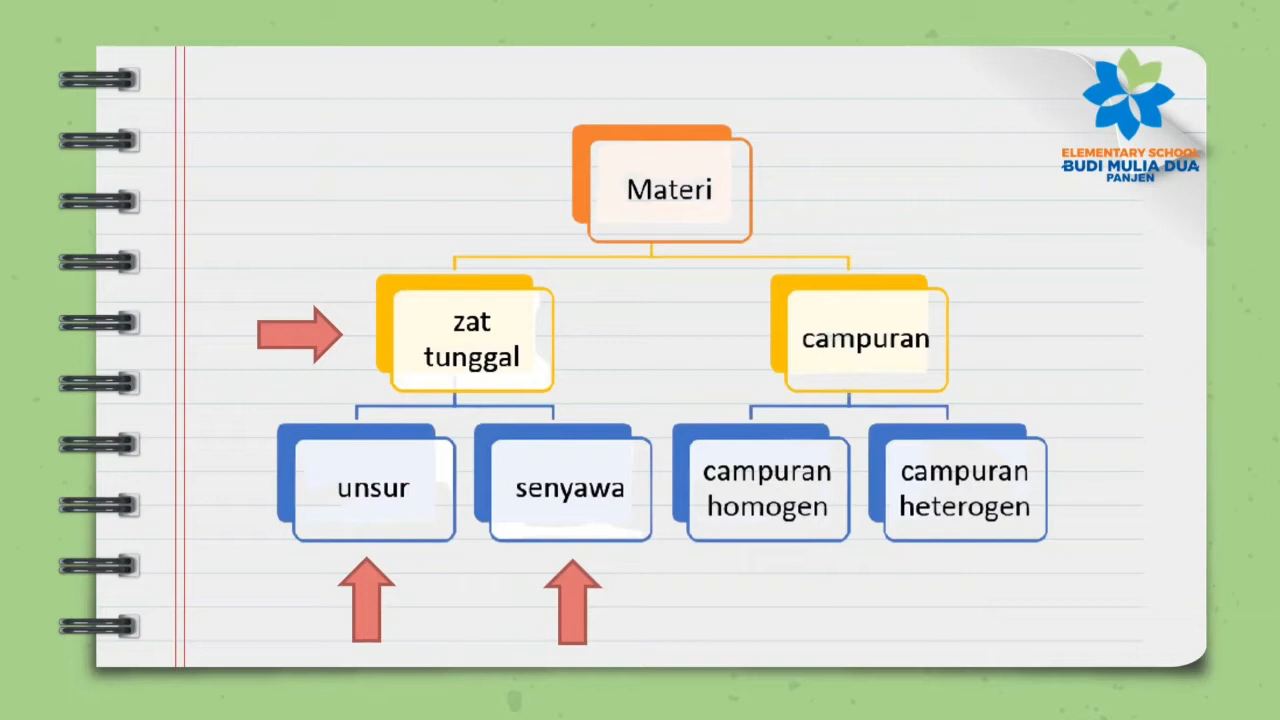 ELEMENTARY SCHOOL
BUDI MULIA DUA
PANJEN
Materi
zat
tunggal
campuran
unsur
senyawa
campuran
homogen
campuran
heterogen